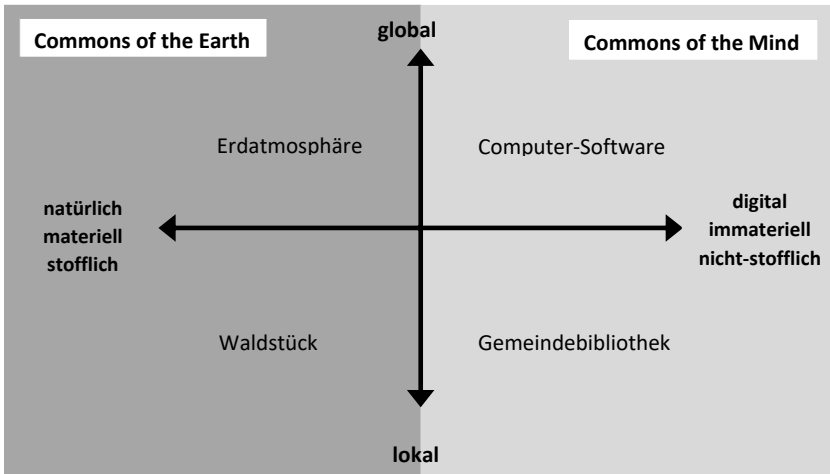 Commons of the Earth
global
Commons of the Mind
Erdatmosphäre
Computer-Software
natürlich
materiell
stofflich
digital
immateriell
nicht-stofflich
Waldstück
Gemeindebibliothek
lokal